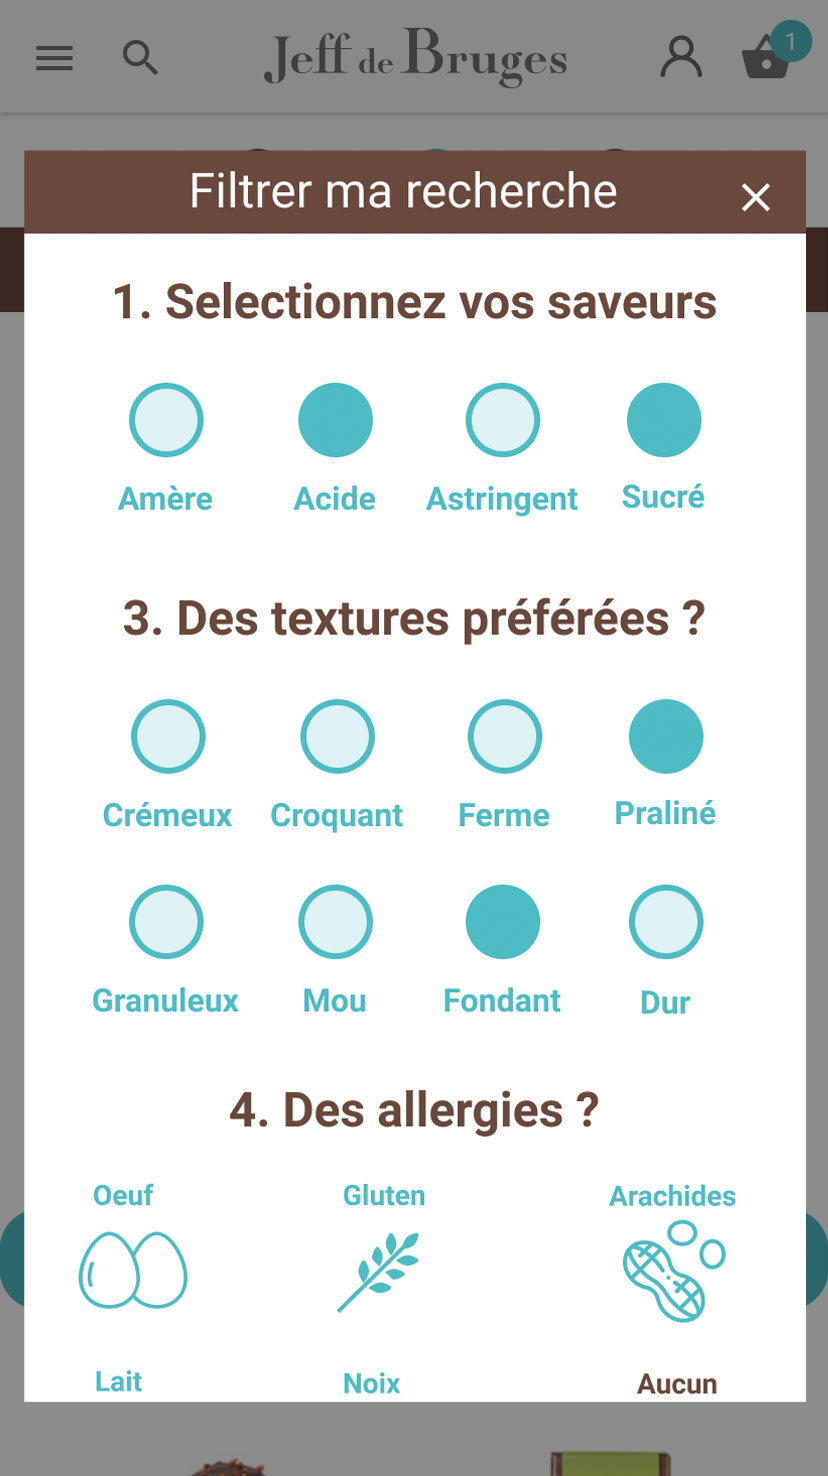 Jeff de Bruges
1
Filtrer ma recherche
1. Selectionnez vos saveurs
Amère Acide Astringent Sucré
3. Des textures préférées ?
Crémeux Croquant Ferme Praliné
Granuleux Mou Fondant Dur
4. Des allergies ?
Oeuf Gluten Arachides
Lait Noix Aucun